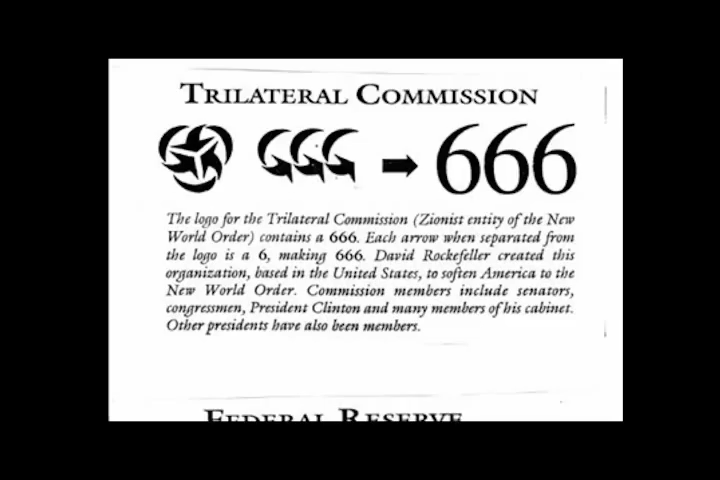 TRILATERAL COMMISSION
666
The logo for the Trilateral Commission (Zionist entity of the New
World Order) contains a 666. Each arrow when separated from
the logo is a 6, making 666. David Rockefeller created this
organization, based in the United States, to soften America to the
New World Order. Commission members include senators,
congressmen, President Clinton and many members of his cabinet.
Other presidents have also been members.
FEDERAL RESERVE